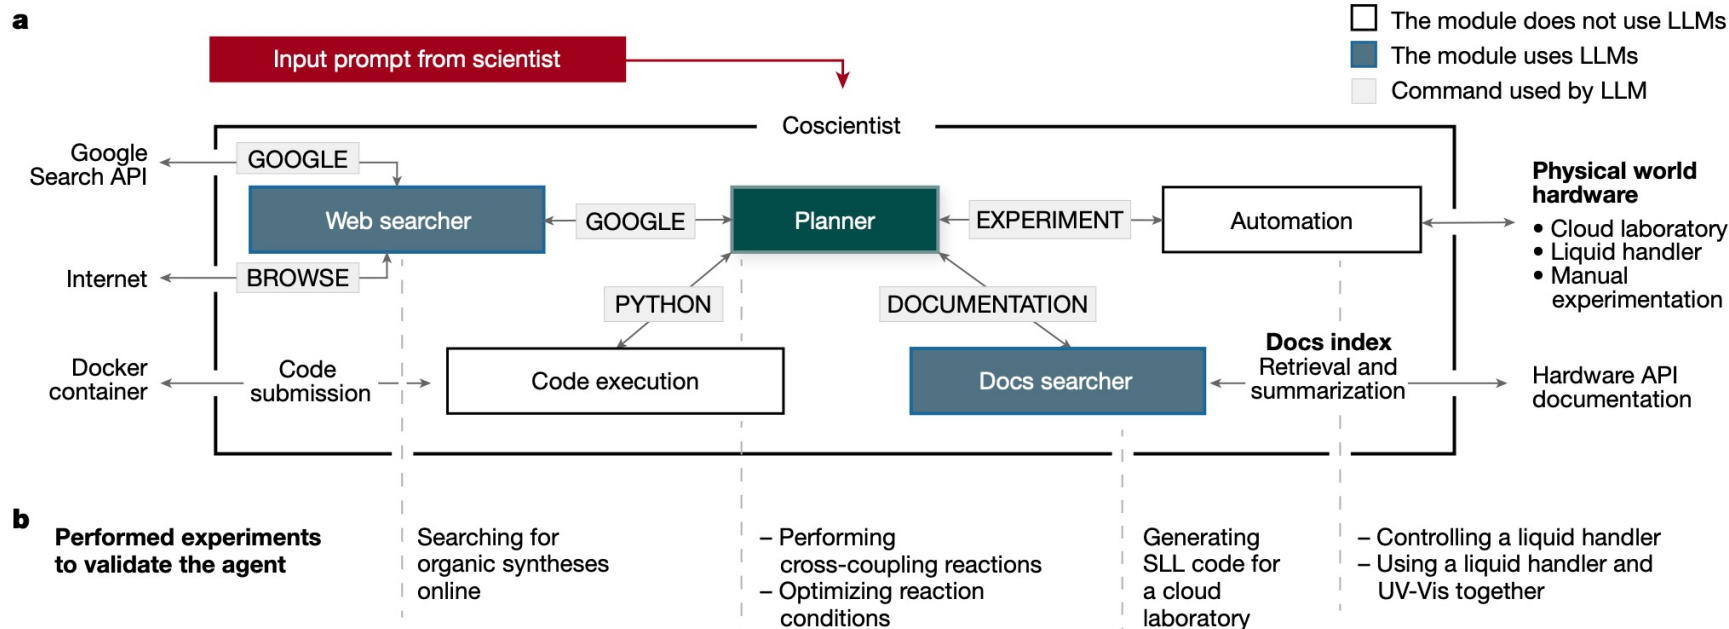 a
The module does not use LLMs
The module uses LLMs
Command used by LLM
Input prompt from scientist
Coscientist
Google
Search API
GOOGLE
Web searcher
GOOGLE
Planner
EXPERIMENT
Automation
Physical world
hardware
• Cloud laboratory
• Liquid handler
• Manual
experimentation
Internet
BROWSE
PYTHON
DOCUMENTATION
Docker
container
Code
submission
Code execution
Docs searcher
Docs index
Retrieval and
summarization
Hardware API
documentation
b
Performed experiments
to validate the agent
Searching for
organic syntheses
online
– Performing
cross-coupling reactions
– Optimizing reaction
conditions
Generating
SLL code for
a cloud
laboratory
– Controlling a liquid handler
– Using a liquid handler and
UV-Vis together